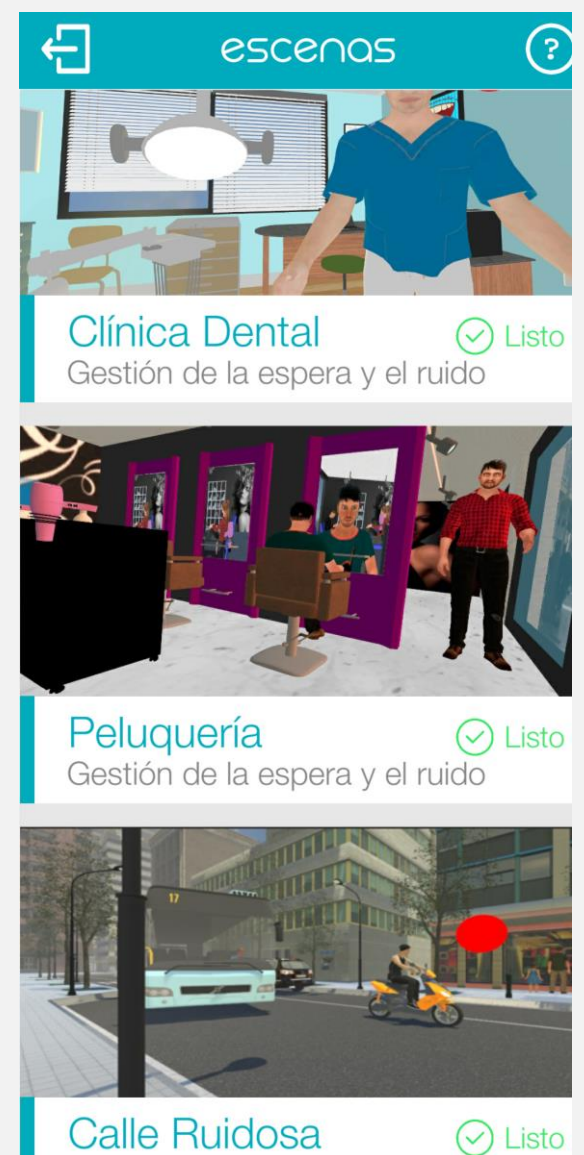 escenas
?
Clínica Dental
Listo
Gestión de la espera y el ruido
Peluquería
Listo
Gestión de la espera y el ruido
17
Calle Ruidosa
Listo